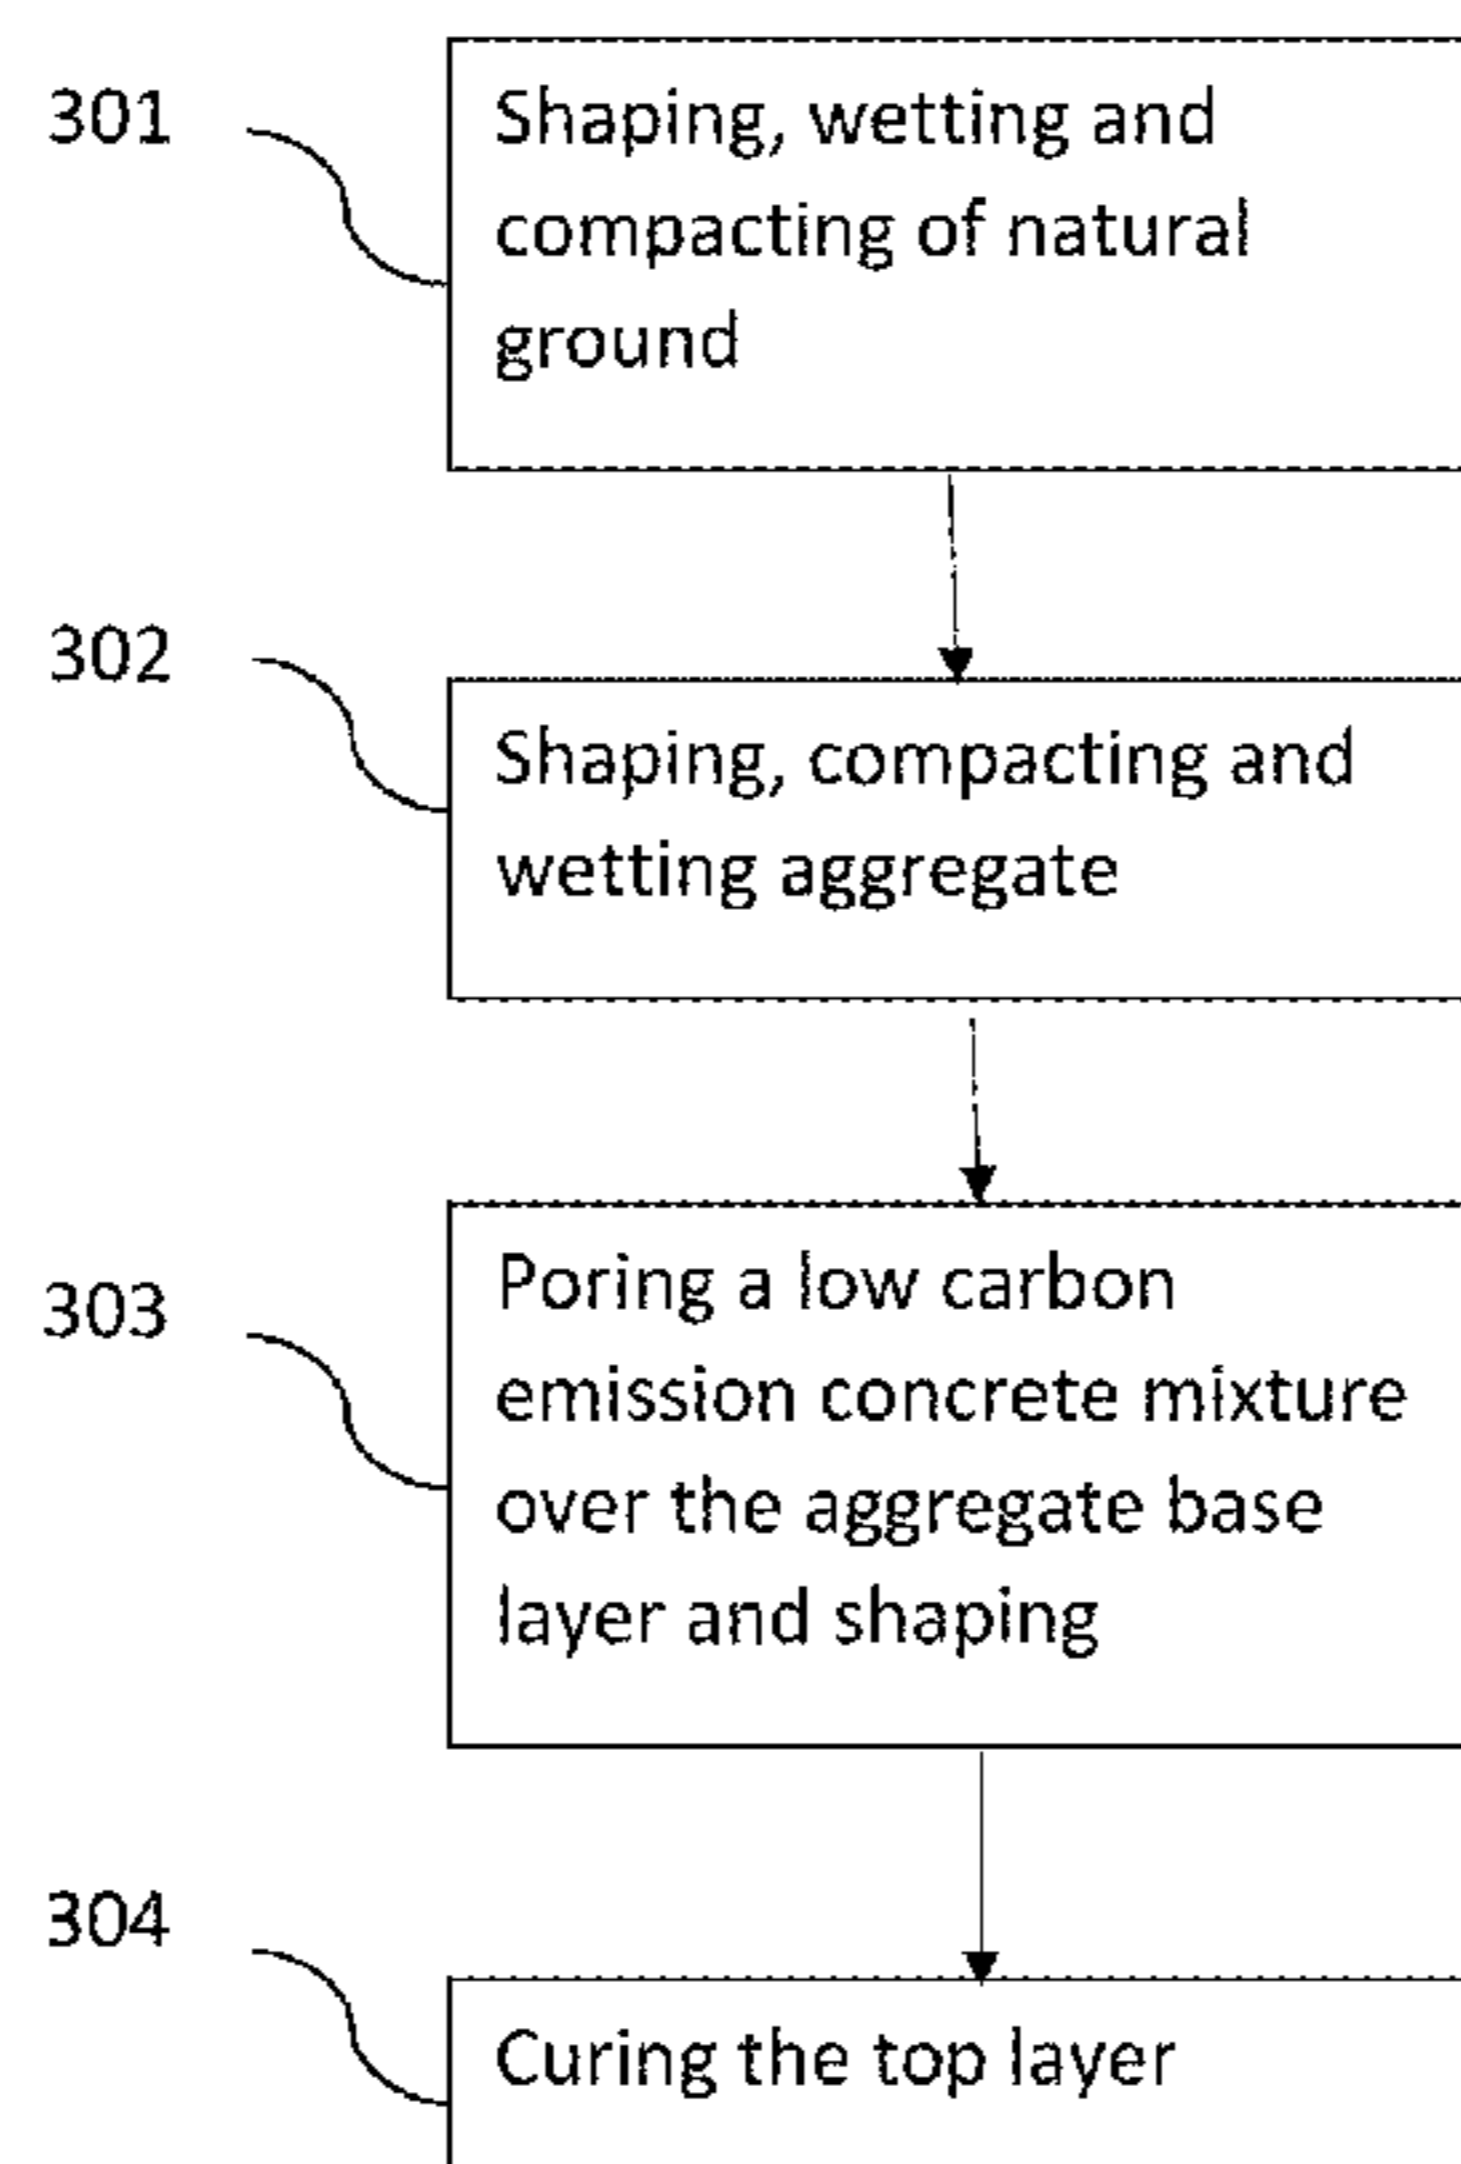 301
Shaping, wetting and
compacting of natural
ground
302
Shaping, compacting and
wetting aggregate
303
Poring a low carbon
emission concrete mixture
over the aggregate base
layer and shaping
304
Curing the top layer